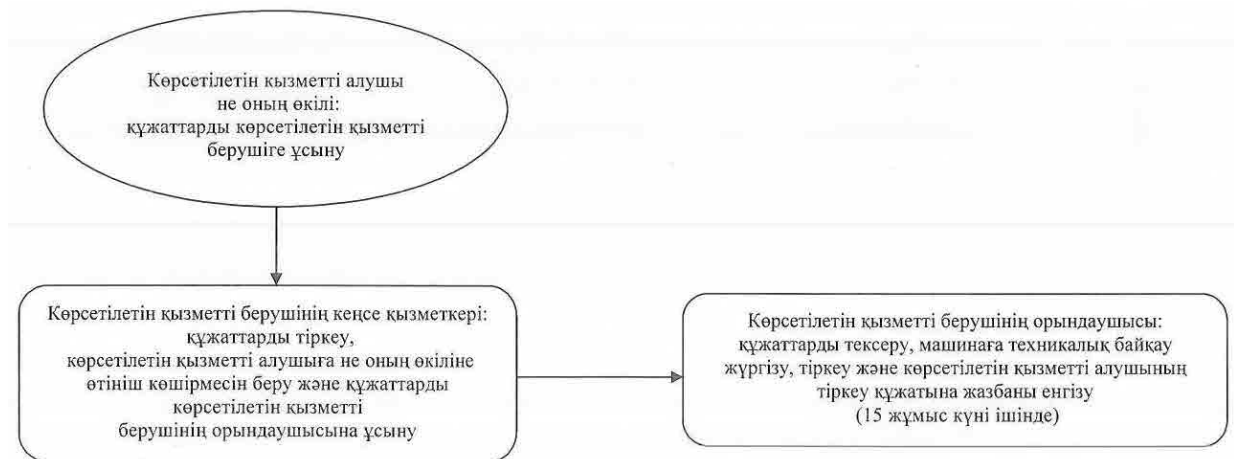 Көрсетілетін қызметті алушы
не оның өкілі:
құжаттарды көрсетілетін қызметті
берушіге ұсыну
Көрсетілетін қызметті берушінің кеңсе қызметкері:
құжаттарды тіркеу,
көрсетілетін қызметті алушыға не оның өкіліне
өтініш көшірмесін беру және құжаттарды
көрсетілетін қызметті
берушінің орындаушысына ұсыну
Көрсетілетін қызметті берушінің орындаушысы:
құжаттарды тексеру, машинаға техникалық байқау
жүргізу, тіркеу және көрсетілетін қызметті алушының
тіркеу құжатына жазбаны енгізу
(15 жұмыс күні ішінде)